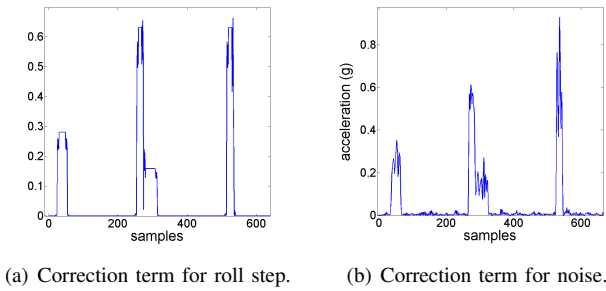 0.6
0.5
0.4
0.3
0.2
0.1
0
0 200 400 600
samples
acceleration (g)
0.8
0.6
0.4
0.2
0
0 200 400 600
samples
(a) Correction term for roll step.
(b) Correction term for noise.